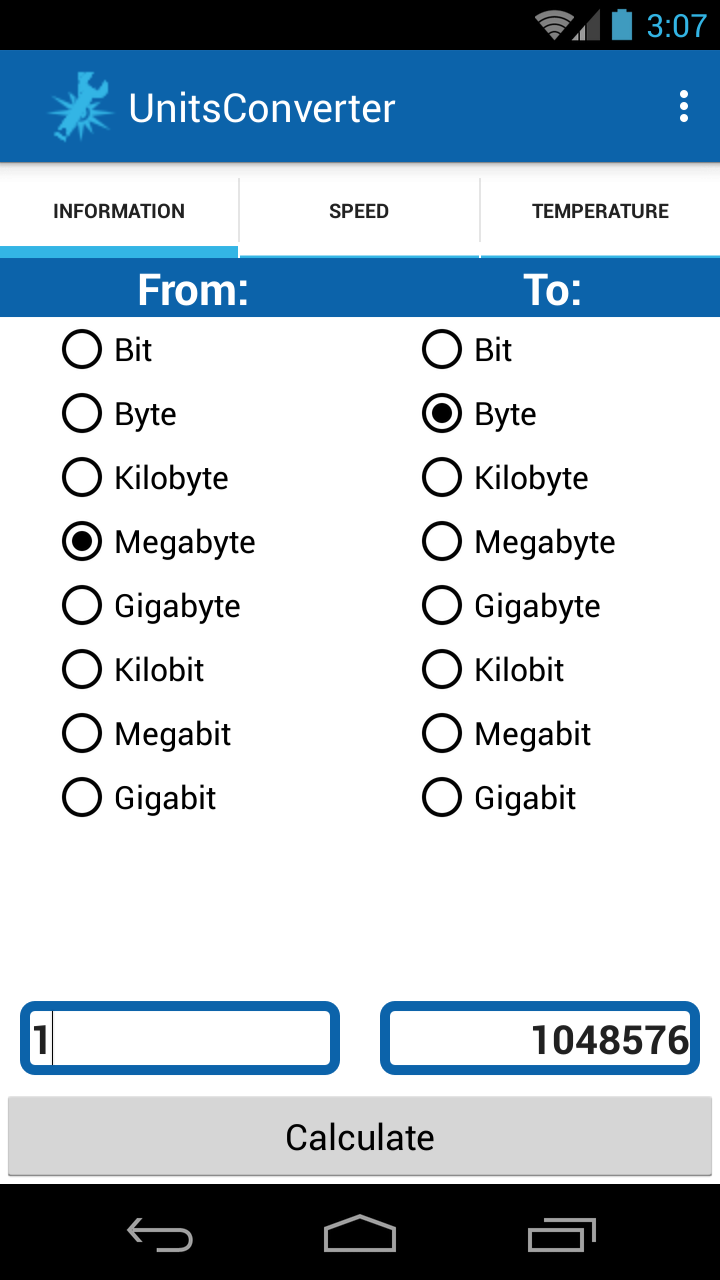 3:07
UnitsConverter
INFORMATION SPEED TEMPERATURE
From: To:
Bit Bit
Byte Byte
Kilobyte Kilobyte
Megabyte Megabyte
Gigabyte Gigabyte
Kilobit Kilobit
Megabit Megabit
Gigabit Gigabit
1 1048576
Calculate